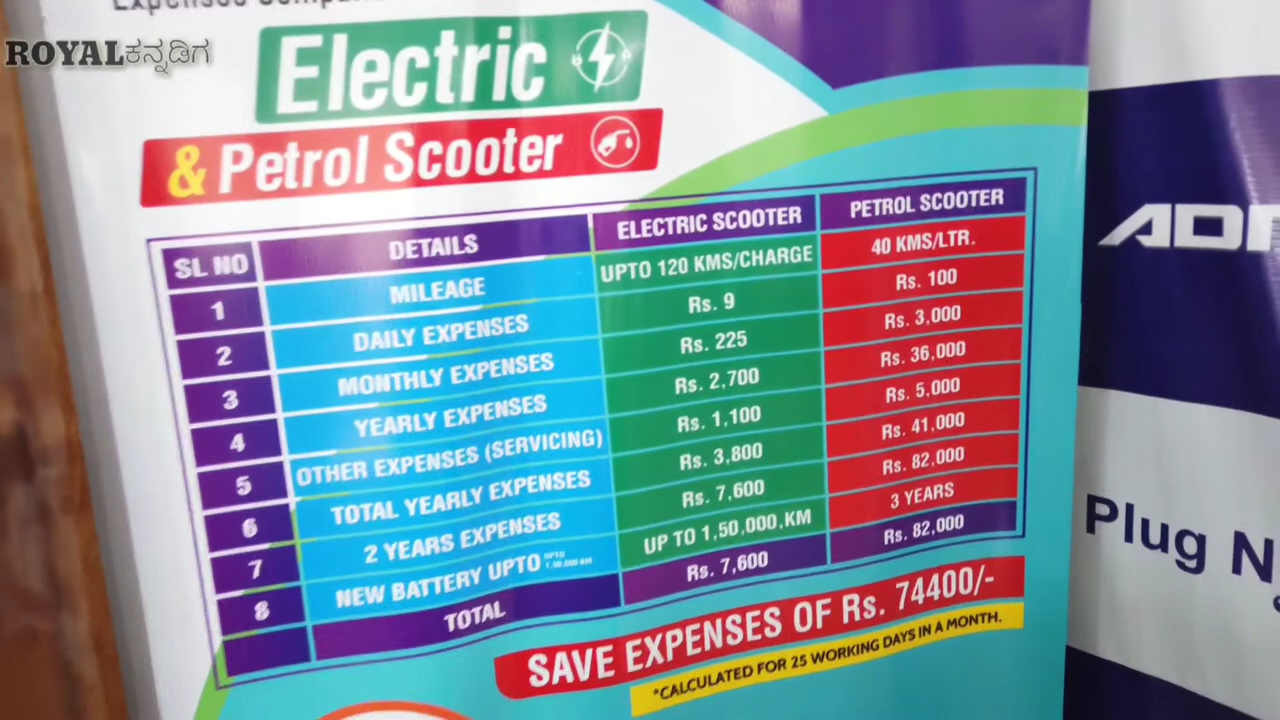 ROYALಕನ್ನಡಿಗ
Electric
& Petrol Scooter
SL NO DETAILS ELECTRIC SCOOTER PETROL SCOOTER
1 MILEAGE UPTO 120 KMS/CHARGE 40 KMS/LTR.
2 DAILY EXPENSES Rs. 9 Rs. 100
3 MONTHLY EXPENSES Rs. 225 Rs. 3,000
4 YEARLY EXPENSES Rs. 2,700 Rs. 36,000
5 OTHER EXPENSES (SERVICING) Rs. 1,100 Rs. 5,000
6 TOTAL YEARLY EXPENSES Rs. 3,800 Rs. 41,000
7 2 YEARS EXPENSES Rs. 7,600 Rs. 82,000
8 NEW BATTERY UPTO UPTO 1,50,000 KM UP TO 1,50,000.KM 3 YEARS
TOTAL Rs. 7,600 Rs. 82,000
SAVE EXPENSES OF Rs. 74400/-
*CALCULATED FOR 25 WORKING DAYS IN A MONTH.
Plug N